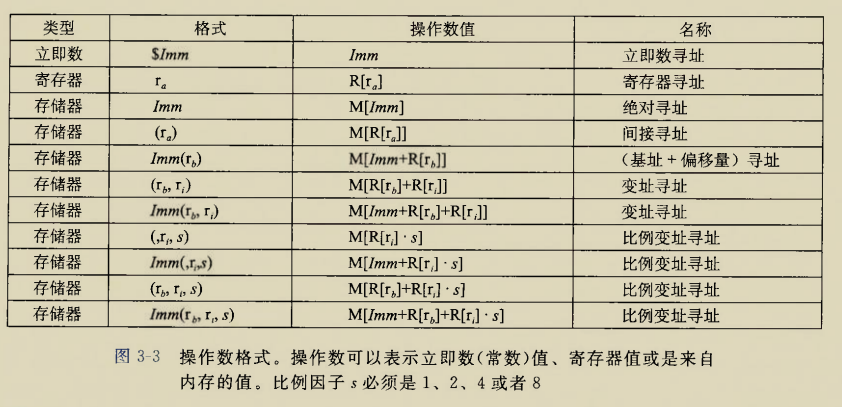 类型 格式 操作数值 名称
立即数 $Imm Imm 立即数寻址
寄存器 rₐ R[rₐ] 寄存器寻址
存储器 Imm M[Imm] 绝对寻址
存储器 (rₐ) M[R[rₐ]] 间接寻址
存储器 Imm(r_b) M[Imm+R[r_b]] （基址+偏移量）寻址
存储器 (r_b, r_i) M[R[r_b]+R[r_i]] 变址寻址
存储器 Imm(r_b, r_i) M[Imm+R[r_b]+R[r_i]] 变址寻址
存储器 (,r_i, s) M[R[r_i]·s] 比例变址寻址
存储器 Imm(,r_i,s) M[Imm+R[r_i]·s] 比例变址寻址
存储器 (r_b, r_i, s) M[R[r_b]+R[r_i]·s] 比例变址寻址
存储器 Imm(r_b, r_i, s) M[Imm+R[r_b]+R[r_i]·s] 比例变址寻址
图 3-3 操作数格式。操作数可以表示立即数(常数)值、寄存器值或是来自
内存的值。比例因子 s 必须是 1、2、4 或者 8